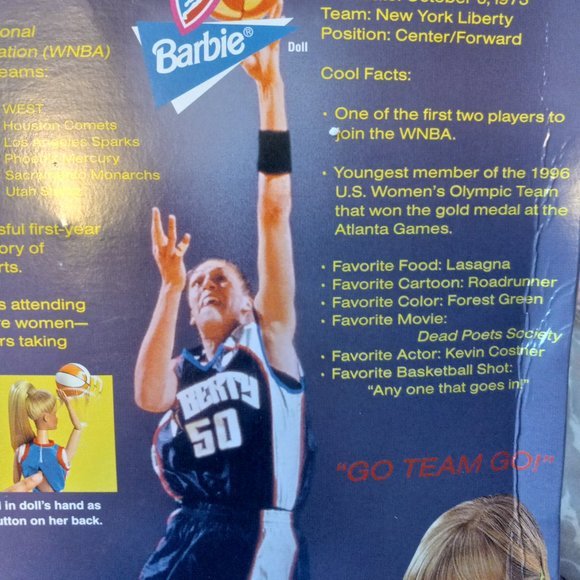 onal
ation (WNBA)
eams:
WEST
Houston Comets
Los Angeles Sparks
Phoenix Mercury
Sacramento Monarchs
Utah
sful first-year
ory of
rts.
s attending
re women—
rs taking
l in doll's hand as
utton on her back.
Barbie®
Doll
LIBERTY
50
October
Team: New York Liberty
Position: Center/Forward
Cool Facts:
• One of the first two players to
join the WNBA.
• Youngest member of the 1996
U.S. Women's Olympic Team
that won the gold medal at the
Atlanta Games.
• Favorite Food: Lasagna
• Favorite Cartoon: Roadrunner
• Favorite Color: Forest Green
• Favorite Movie:
Dead Poets Society
• Favorite Actor: Kevin Costner
• Favorite Basketball Shot:
"Any one that goes in!"
"GO TEAM GO!"